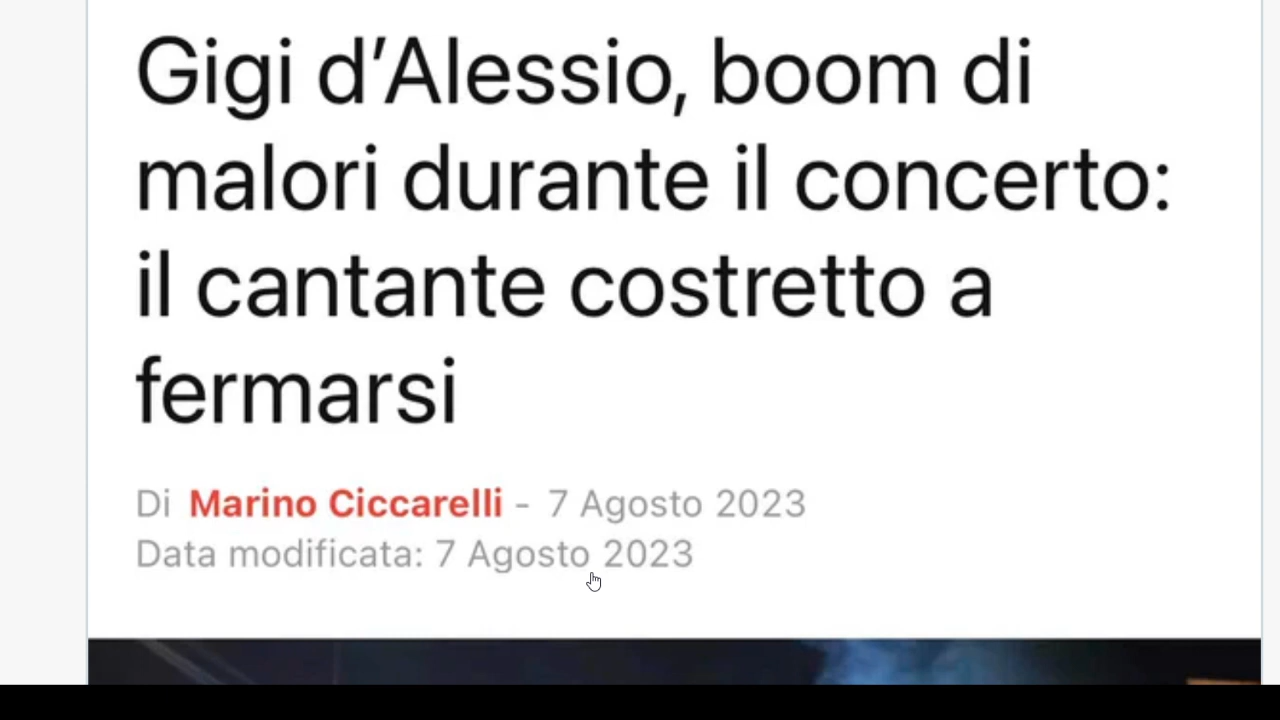 Gigi d’Alessio, boom di
malori durante il concerto:
il cantante costretto a
fermarsi
Di Marino Ciccarelli - 7 Agosto 2023
Data modificata: 7 Agosto 2023